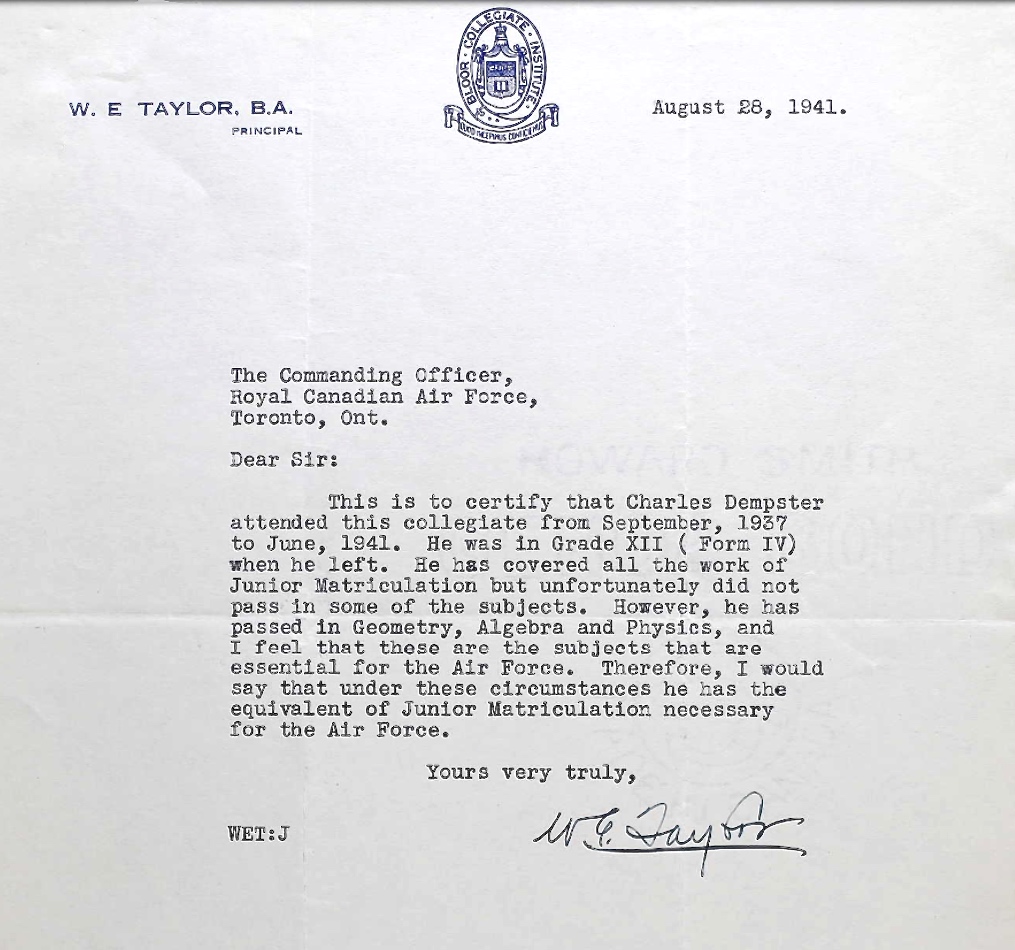 BLOOR · COLLEGIATE · INSTITUTE ·
W. E TAYLOR, B.A.
PRINCIPAL
August 28, 1941.
The Commanding Officer,
Royal Canadian Air Force,
Toronto, Ont.
Dear Sir:
This is to certify that Charles Dempster
attended this collegiate from September, 1937
to June, 1941. He was in Grade XII ( Form IV)
when he left. He has covered all the work of
Junior Matriculation but unfortunately did not
pass in some of the subjects. However, he has
passed in Geometry, Algebra and Physics, and
I feel that these are the subjects that are
essential for the Air Force. Therefore, I would
say that under these circumstances he has the
equivalent of Junior Matriculation necessary
for the Air Force.
Yours very truly,
W. E. Taylor
WET:J